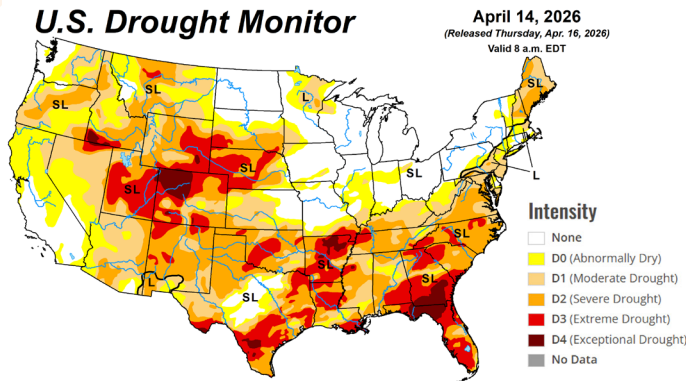 U.S. Drought Monitor
April 14, 2026
(Released Thursday, Apr. 16, 2026)
Valid 8 a.m. EDT
SL
L
SL
SL
SL
SL
L
SL
SL
SL
SL
SL
L
SL
Intensity
None
D0 (Abnormally Dry)
D1 (Moderate Drought)
D2 (Severe Drought)
D3 (Extreme Drought)
D4 (Exceptional Drought)
No Data